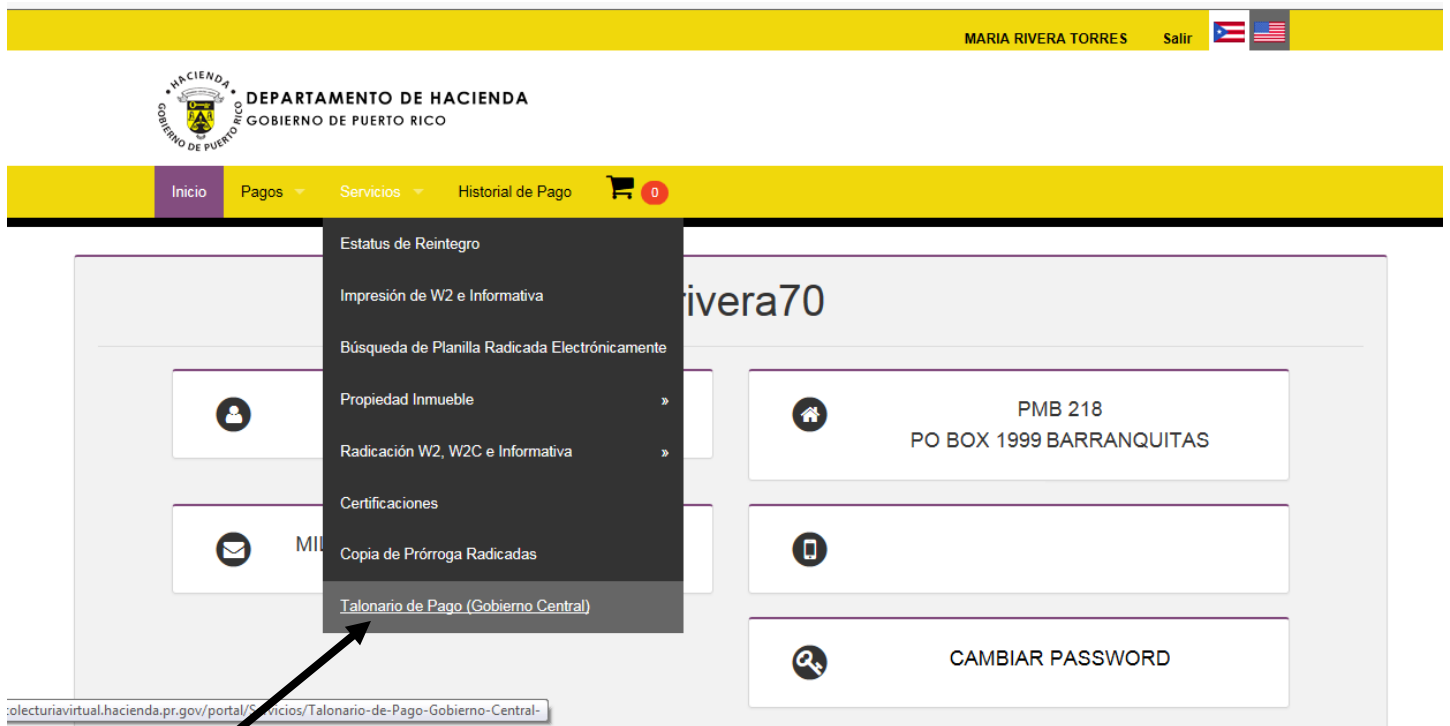 MARIA RIVERA TORRES Salir
HACIENDA
GOBIERNO DE PUERTO RICO
DEPARTAMENTO DE HACIENDA
GOBIERNO DE PUERTO RICO
Inicio Pagos Servicios Historial de Pago 0
Estatus de Reintegro
Impresión de W2 e Informativa
ivera70
Búsqueda de Planilla Radicada Electrónicamente
Propiedad Inmueble »
PMB 218
PO BOX 1999 BARRANQUITAS
Radicación W2, W2C e Informativa »
Certificaciones
MIL
Copia de Prórroga Radicadas
Talonario de Pago (Gobierno Central)
CAMBIAR PASSWORD
colecturiavirtual.hacienda.pr.gov/portal/Servicios/Talonario-de-Pago-Gobierno-Central-